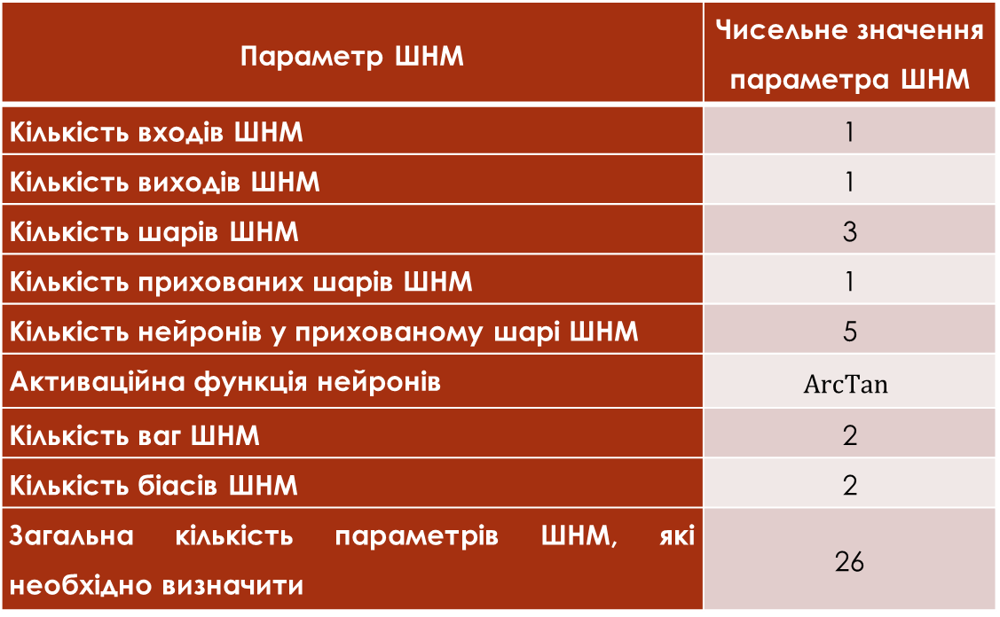 Параметр ШНМ
Чисельне значення
параметра ШНМ
Кількість входів ШНМ
1
Кількість виходів ШНМ
1
Кількість шарів ШНМ
3
Кількість прихованих шарів ШНМ
1
Кількість нейронів у прихованому шарі ШНМ
5
Активаційна функція нейронів
ArcTan
Кількість ваг ШНМ
2
Кількість біасів ШНМ
2
Загальна кількість параметрів ШНМ, які
необхідно визначити
26